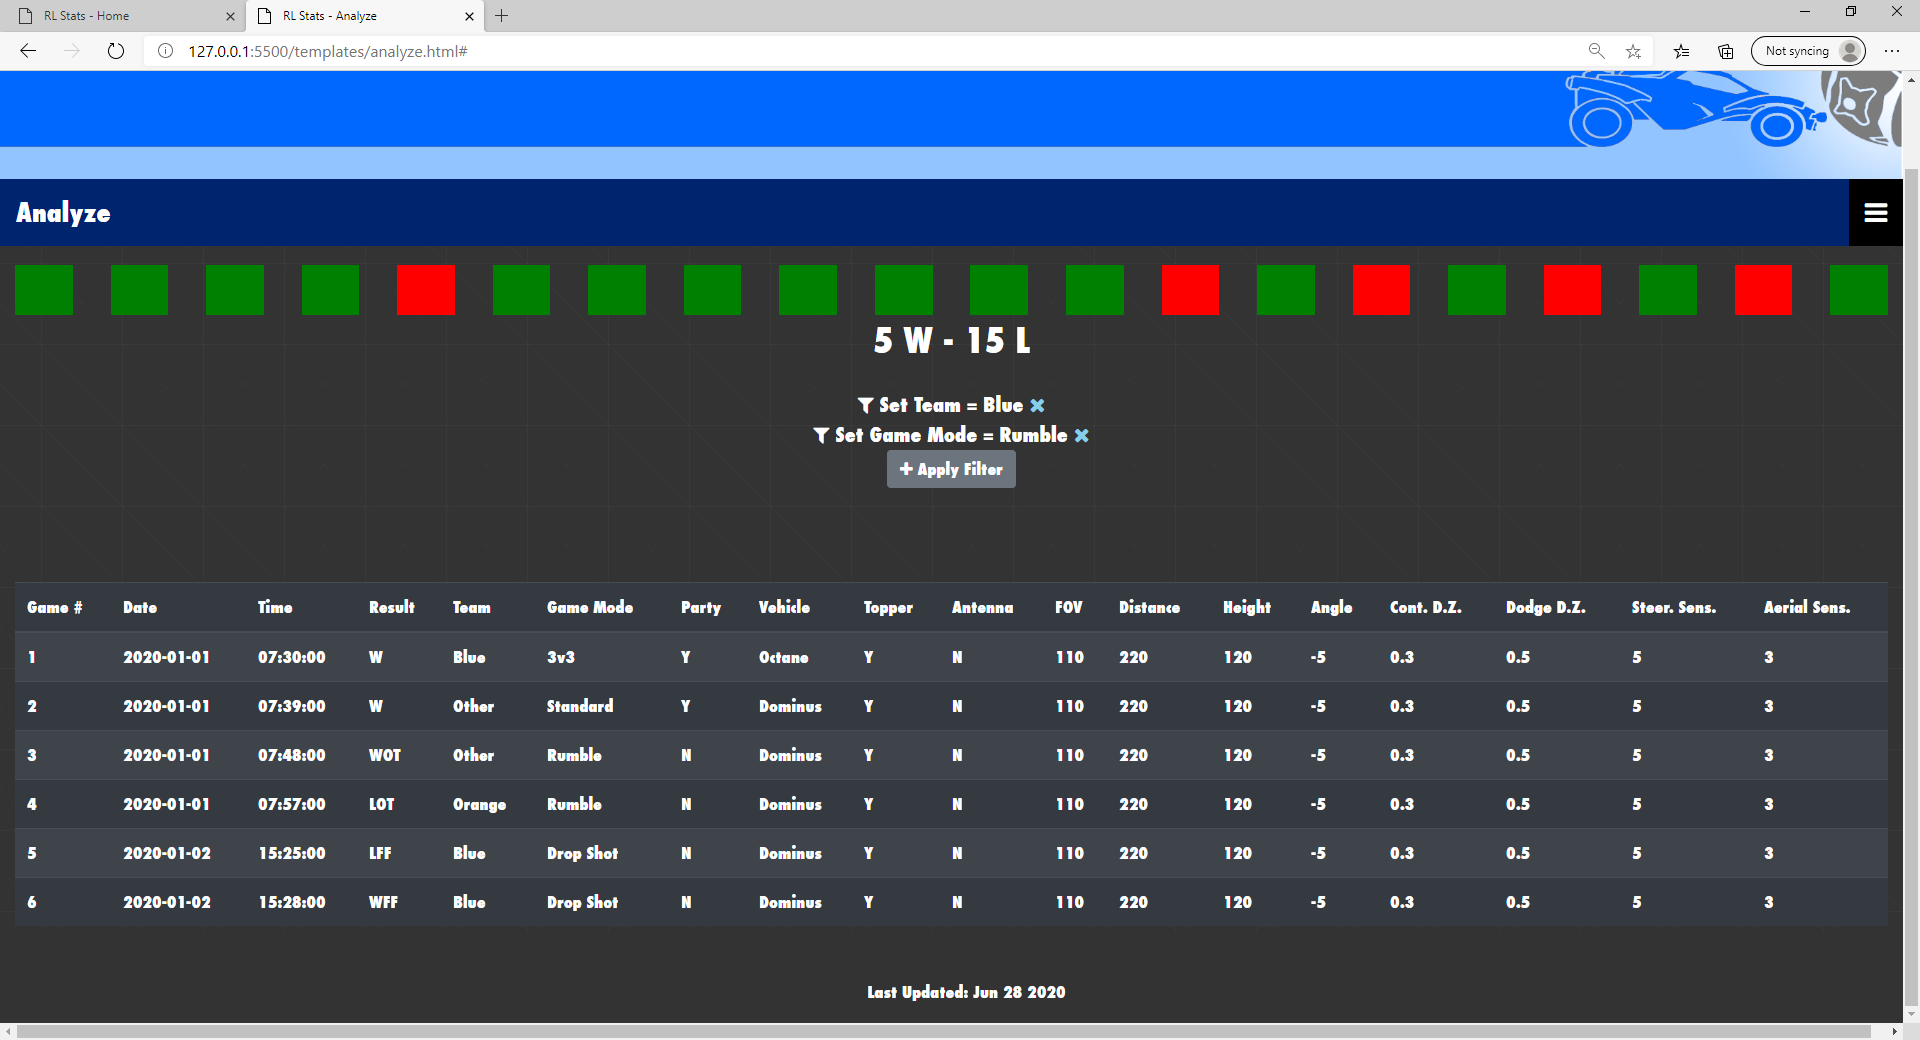 RL Stats - Home
RL Stats - Analyze
127.0.0.1:5500/templates/analyze.html#
Not syncing
Analyze
5 W - 15 L
Set Team = Blue
Set Game Mode = Rumble
Apply Filter
Game # Date Time Result Team Game Mode Party Vehicle Topper Antenna FOV Distance Height Angle Cont. D.Z. Dodge D.Z. Steer. Sens. Aerial Sens.
1 2020-01-01 07:30:00 W Blue 3v3 Y Octane Y N 110 220 120 -5 0.3 0.5 5 3
2 2020-01-01 07:39:00 W Other Standard Y Dominus Y N 110 220 120 -5 0.3 0.5 5 3
3 2020-01-01 07:48:00 WOT Other Rumble N Dominus Y N 110 220 120 -5 0.3 0.5 5 3
4 2020-01-01 07:57:00 LOT Orange Rumble N Dominus Y N 110 220 120 -5 0.3 0.5 5 3
5 2020-01-02 15:25:00 LFF Blue Drop Shot N Dominus Y N 110 220 120 -5 0.3 0.5 5 3
6 2020-01-02 15:28:00 WFF Blue Drop Shot N Dominus Y N 110 220 120 -5 0.3 0.5 5 3
Last Updated: Jun 28 2020